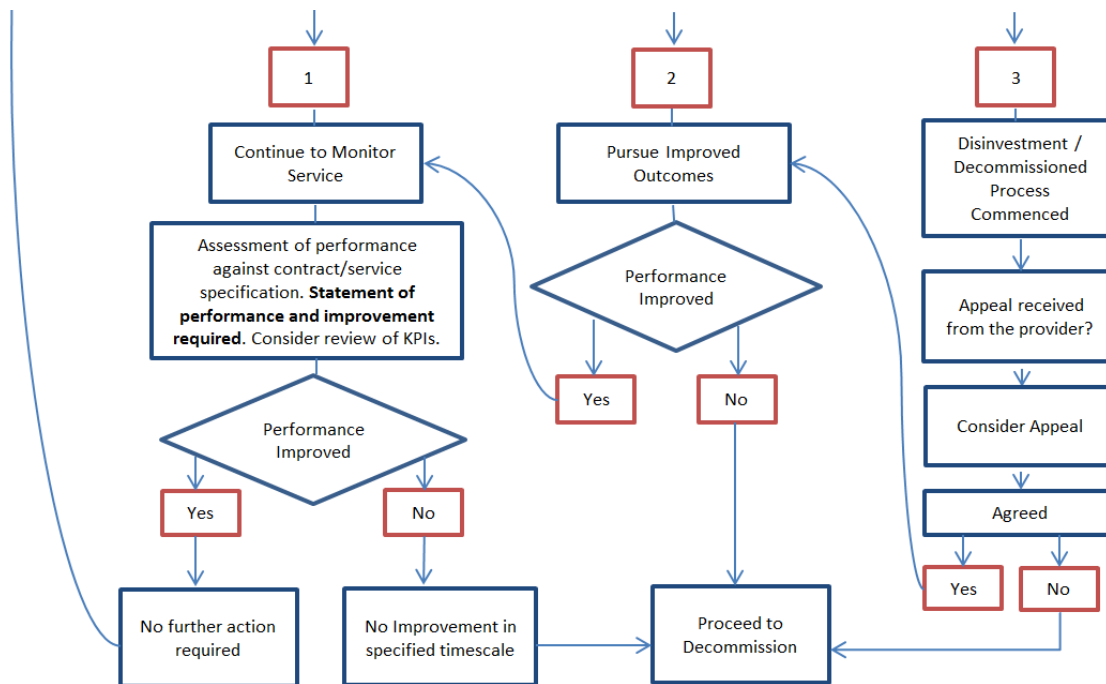 1
Continue to Monitor
Service
Assessment of performance
against contract/service
specification. Statement of
performance and improvement
required. Consider review of KPIs.
Performance
Improved
Yes
No
No further action
required
No Improvement in
specified timescale
2
Pursue Improved
Outcomes
Performance
Improved
Yes
No
Proceed to
Decommission
3
Disinvestment /
Decommissioned
Process
Commenced
Appeal received
from the provider?
Consider Appeal
Agreed
Yes
No